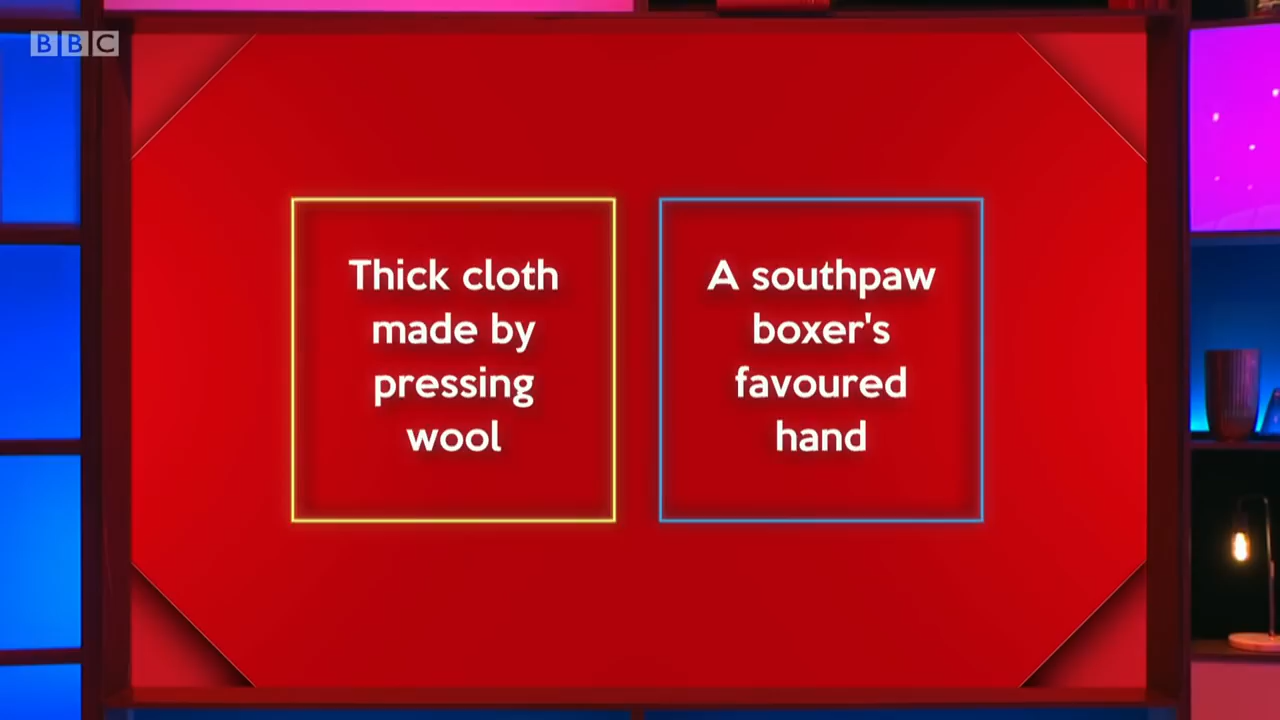 BBC
Thick cloth
made by
pressing
wool
A southpaw
boxer's
favoured
hand